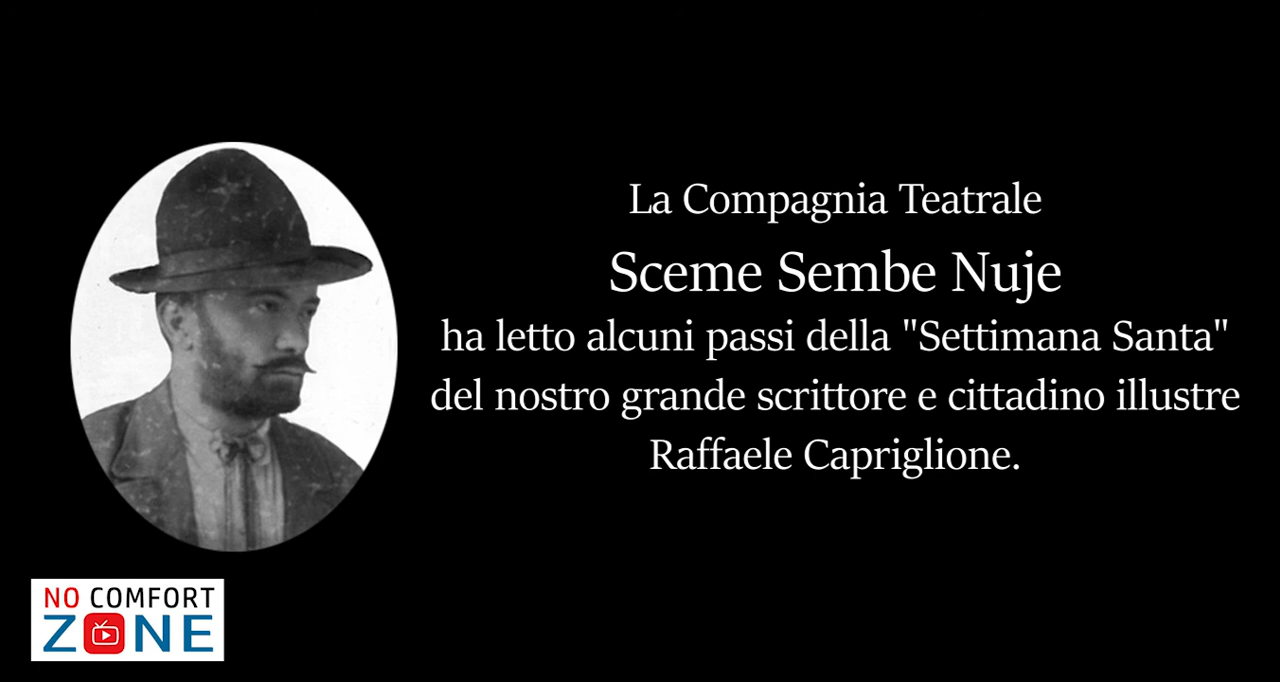 La Compagnia Teatrale
Sceme Sembe Nuje
ha letto alcuni passi della "Settimana Santa"
del nostro grande scrittore e cittadino illustre
Raffaele Capriglione.
NO COMFORT
ZONE